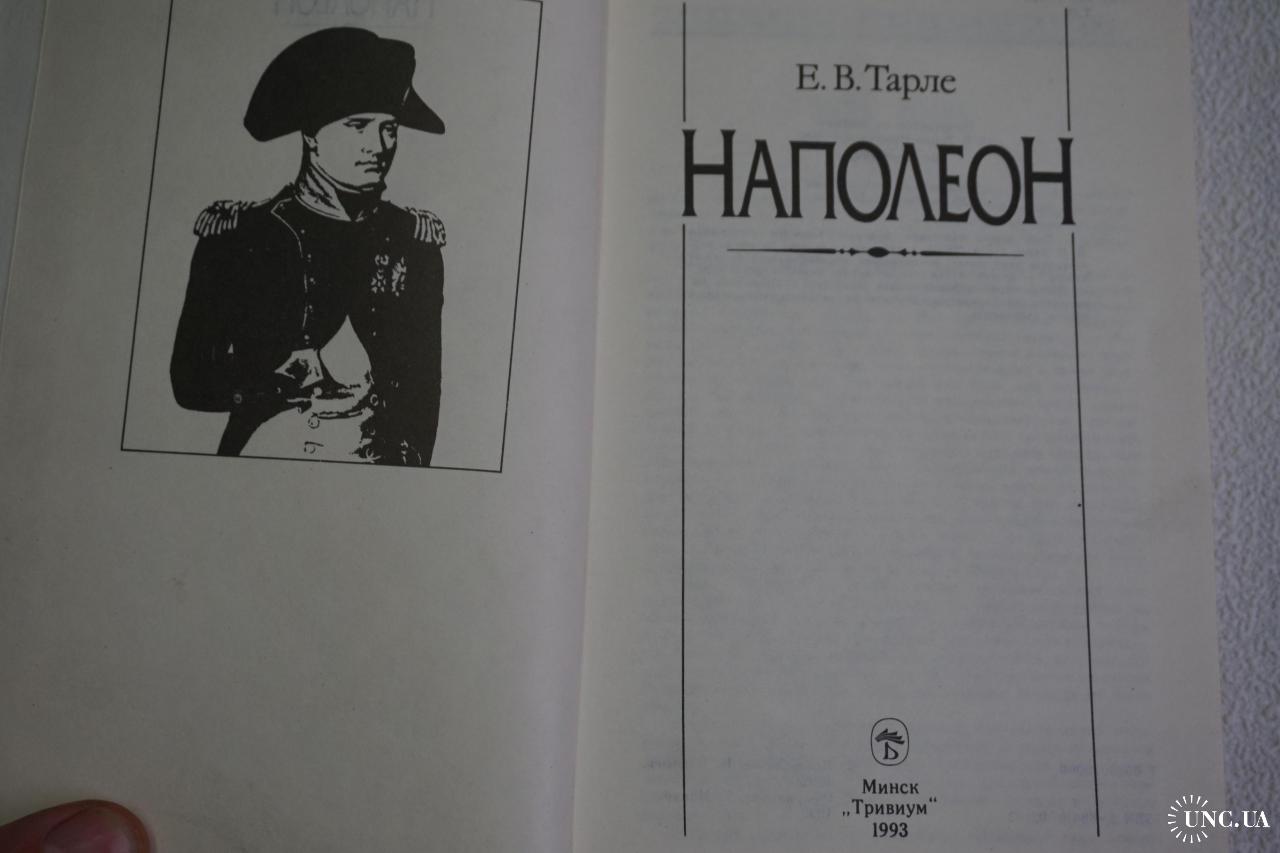 Е. В. Тарле
НАПОЛЕОН
Минск
„Тривиум“
1993
UNC.UA